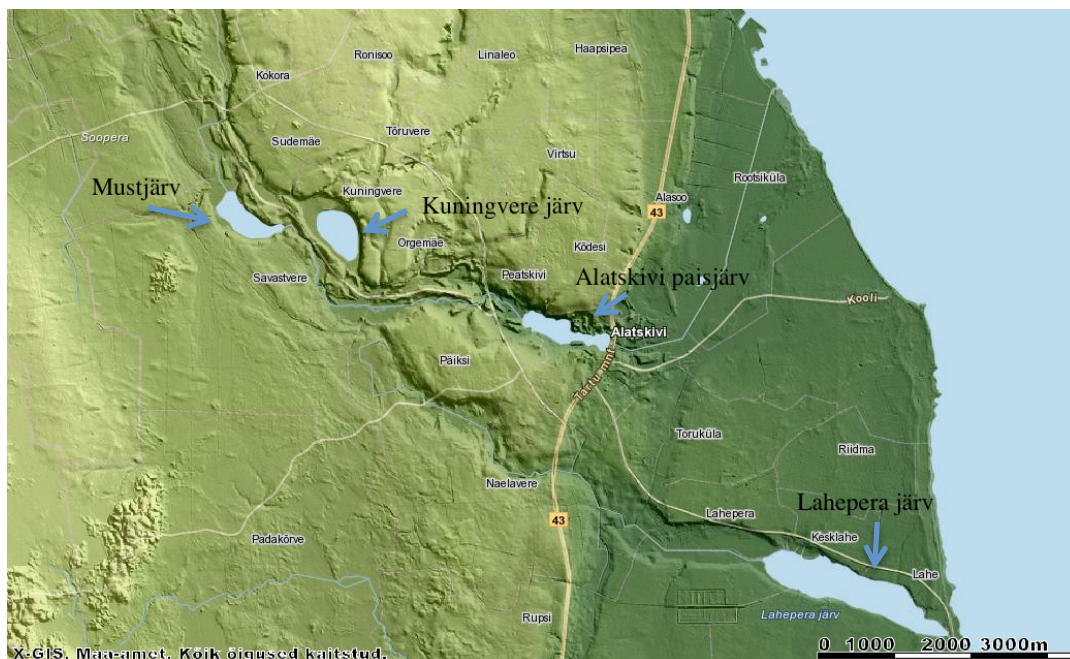 Haapsipea
Ronisoo
Linaleo
Kokora
Soopera
Tõruvere
Sudemäe
Virtsu
Rootsiküla
Mustjärv
Kuningvere
Kuningvere järv
Alasoo
43
Orgemäe
Kõdesi
Savastvere
Peatskivi
Alatskivi paisjärv
Kooli
Alatskivi
Päiksi
Tartu mnt
Toruküla
Riidma
Naelavere
Lahepera järv
Lahepera
43
Padakõrve
Kesklahe
Lahe
Rupsi
Lahepera järv
0 1000 2000 3000m
X-GIS. Maa-amet. Kõik õigused kaitstud.